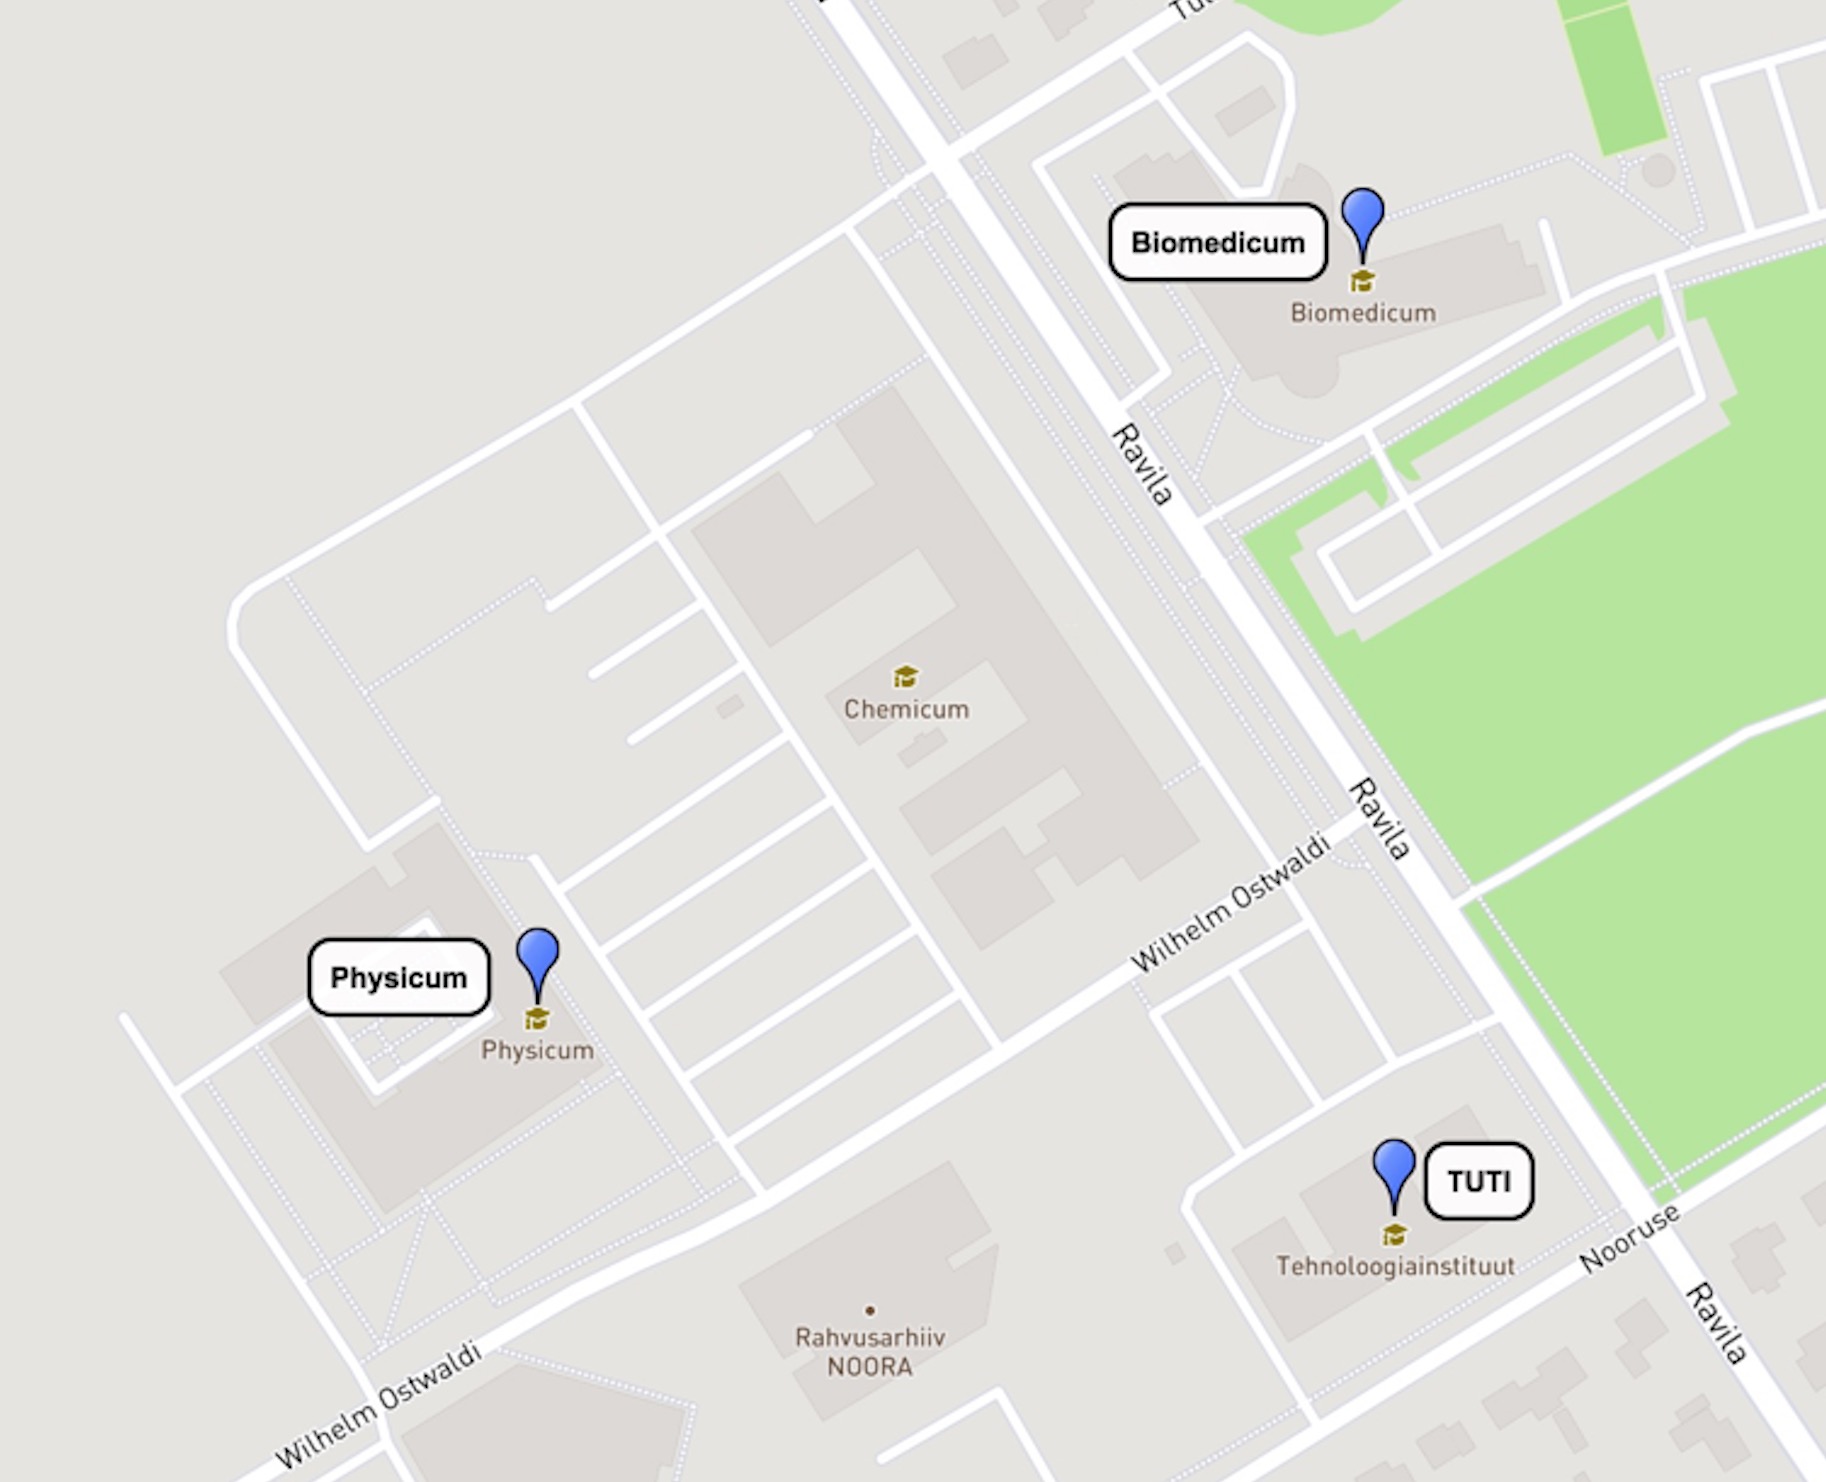 Biomedicum
Biomedicum
Ravila
Chemicum
Ravila
Wilhelm Ostwaldi
Physicum
Physicum
TUTI
Tehnoloogiainstituut
Nooruse
Ravila
Rahvusarhiiv
NOORA
Wilhelm Ostwaldi